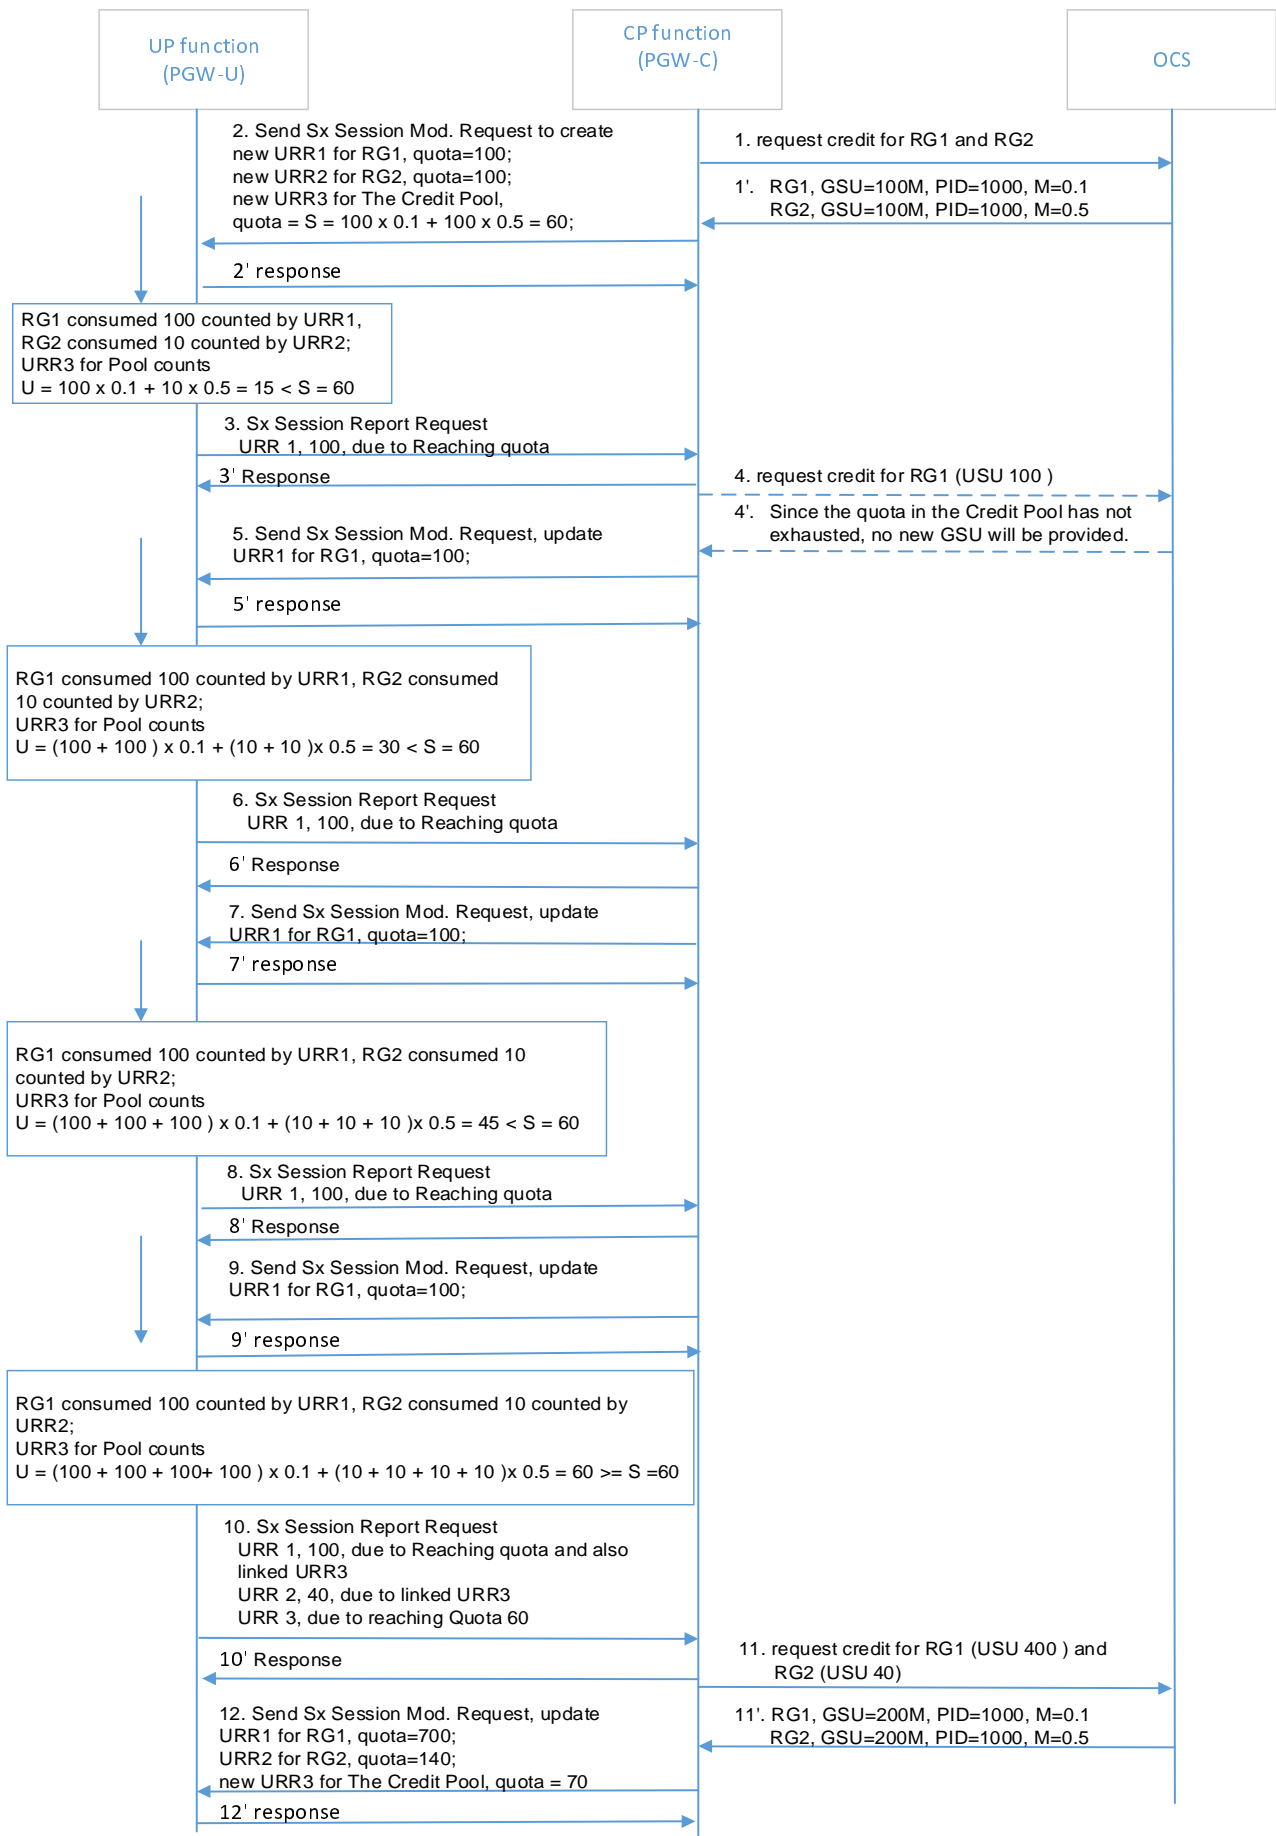 UP function
(PGW-U)
CP function
(PGW-C)
OCS
1. request credit for RG1 and RG2
1'. RG1, GSU=100M, PID=1000, M=0.1
RG2, GSU=100M, PID=1000, M=0.5
2. Send Sx Session Mod. Request to create
new URR1 for RG1, quota=100;
new URR2 for RG2, quota=100;
new URR3 for The Credit Pool,
quota = S = 100 x 0.1 + 100 x 0.5 = 60;
2' response
RG1 consumed 100 counted by URR1,
RG2 consumed 10 counted by URR2;
URR3 for Pool counts
U = 100 x 0.1 + 10 x 0.5 = 15 < S = 60
3. Sx Session Report Request
URR 1, 100, due to Reaching quota
3' Response
4. request credit for RG1 (USU 100 )
4'. Since the quota in the Credit Pool has not
exhausted, no new GSU will be provided.
5. Send Sx Session Mod. Request, update
URR1 for RG1, quota=100;
5' response
RG1 consumed 100 counted by URR1, RG2 consumed
10 counted by URR2;
URR3 for Pool counts
U = (100 + 100 ) x 0.1 + (10 + 10 )x 0.5 = 30 < S = 60
6. Sx Session Report Request
URR 1, 100, due to Reaching quota
6' Response
7. Send Sx Session Mod. Request, update
URR1 for RG1, quota=100;
7' response
RG1 consumed 100 counted by URR1, RG2 consumed 10
counted by URR2;
URR3 for Pool counts
U = (100 + 100 + 100 ) x 0.1 + (10 + 10 + 10 )x 0.5 = 45 < S = 60
8. Sx Session Report Request
URR 1, 100, due to Reaching quota
8' Response
9. Send Sx Session Mod. Request, update
URR1 for RG1, quota=100;
9' response
RG1 consumed 100 counted by URR1, RG2 consumed 10 counted by
URR2;
URR3 for Pool counts
U = (100 + 100 + 100+ 100 ) x 0.1 + (10 + 10 + 10 + 10 )x 0.5 = 60 >= S =60
10. Sx Session Report Request
URR 1, 100, due to Reaching quota and also
linked URR3
URR 2, 40, due to linked URR3
URR 3, due to reaching Quota 60
10' Response
11. request credit for RG1 (USU 400 ) and
RG2 (USU 40)
11'. RG1, GSU=200M, PID=1000, M=0.1
RG2, GSU=200M, PID=1000, M=0.5
12. Send Sx Session Mod. Request, update
URR1 for RG1, quota=700;
URR2 for RG2, quota=140;
new URR3 for The Credit Pool, quota = 70
12' response